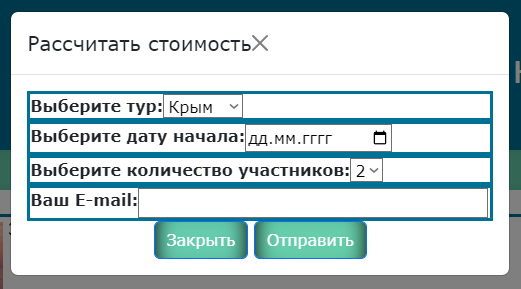 Рассчитать стоимость
Выберите тур: Крым
Выберите дату начала: дд.мм.гггг
Выберите количество участников: 2
Ваш E-mail:
Закрыть Отправить